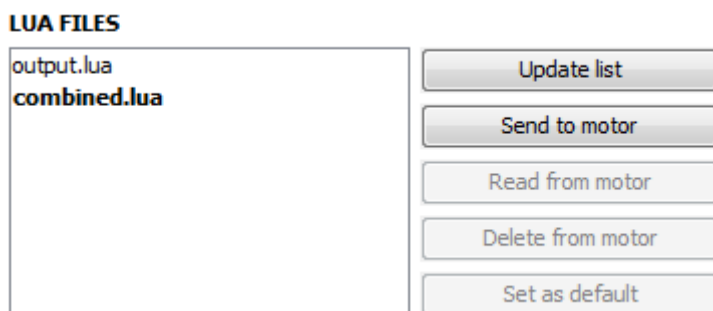 LUA FILES
output.lua
combined.lua
Update list
Send to motor
Read from motor
Delete from motor
Set as default